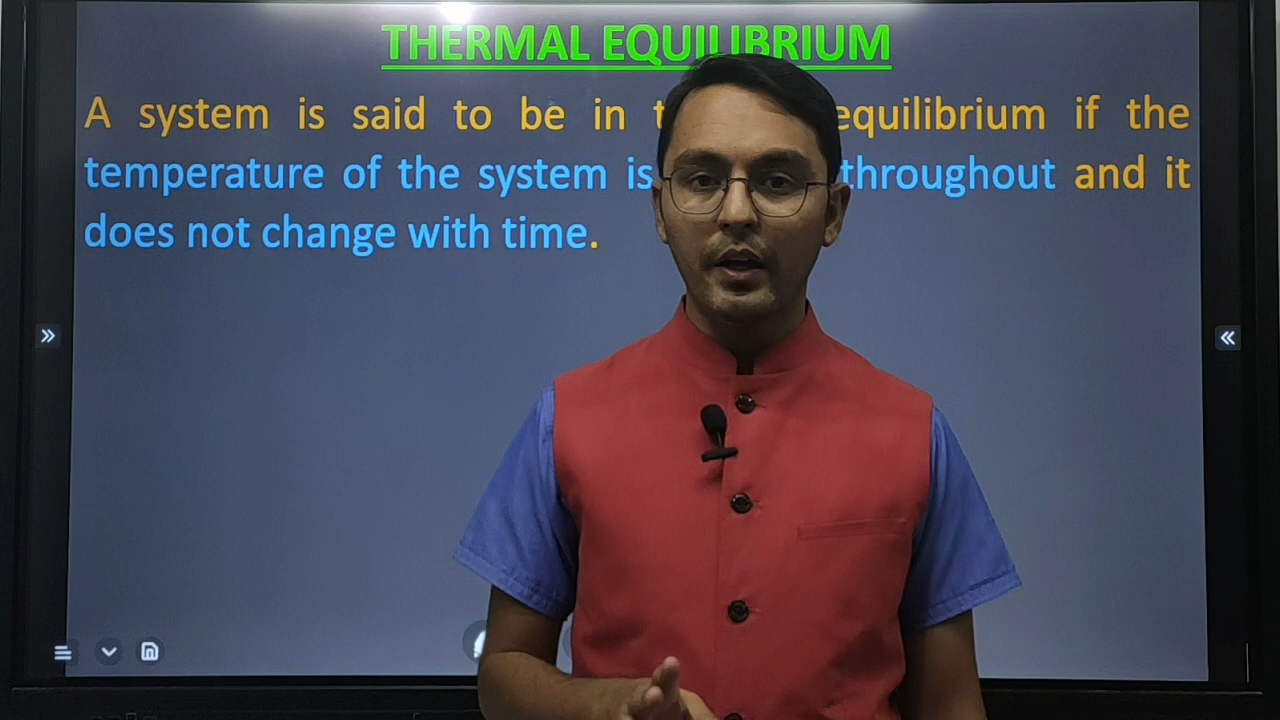 THERMAL EQUILIBRIUM
A system is said to be in equilibrium if the
temperature of the system is throughout and it
does not change with time.